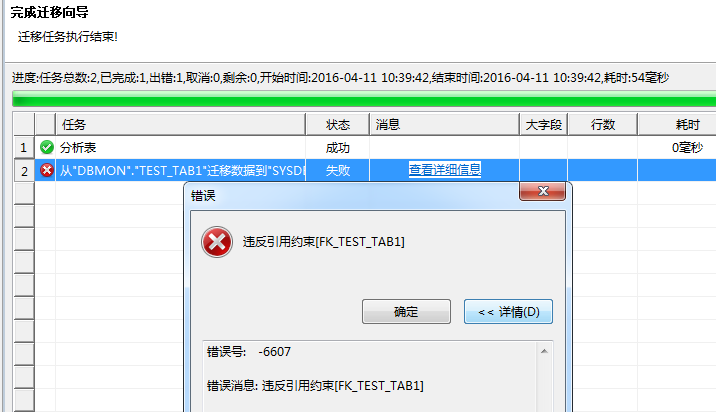 完成迁移向导
迁移任务执行结束!
进度:任务总数:2,已完成:1,出错:1,取消:0,剩余:0,开始时间:2016-04-11 10:39:42,结束时间:2016-04-11 10:39:42,耗时:54毫秒
任务 状态 消息 大字段 行数 耗时
1 分析表 成功 0毫秒
2 从"DBMON"."TEST_TAB1"迁移数据到"SYSD 失败 查看详细信息
错误
违反引用约束[FK_TEST_TAB1]
确定 << 详情(D)
错误号: -6607
错误消息: 违反引用约束[FK_TEST_TAB1]